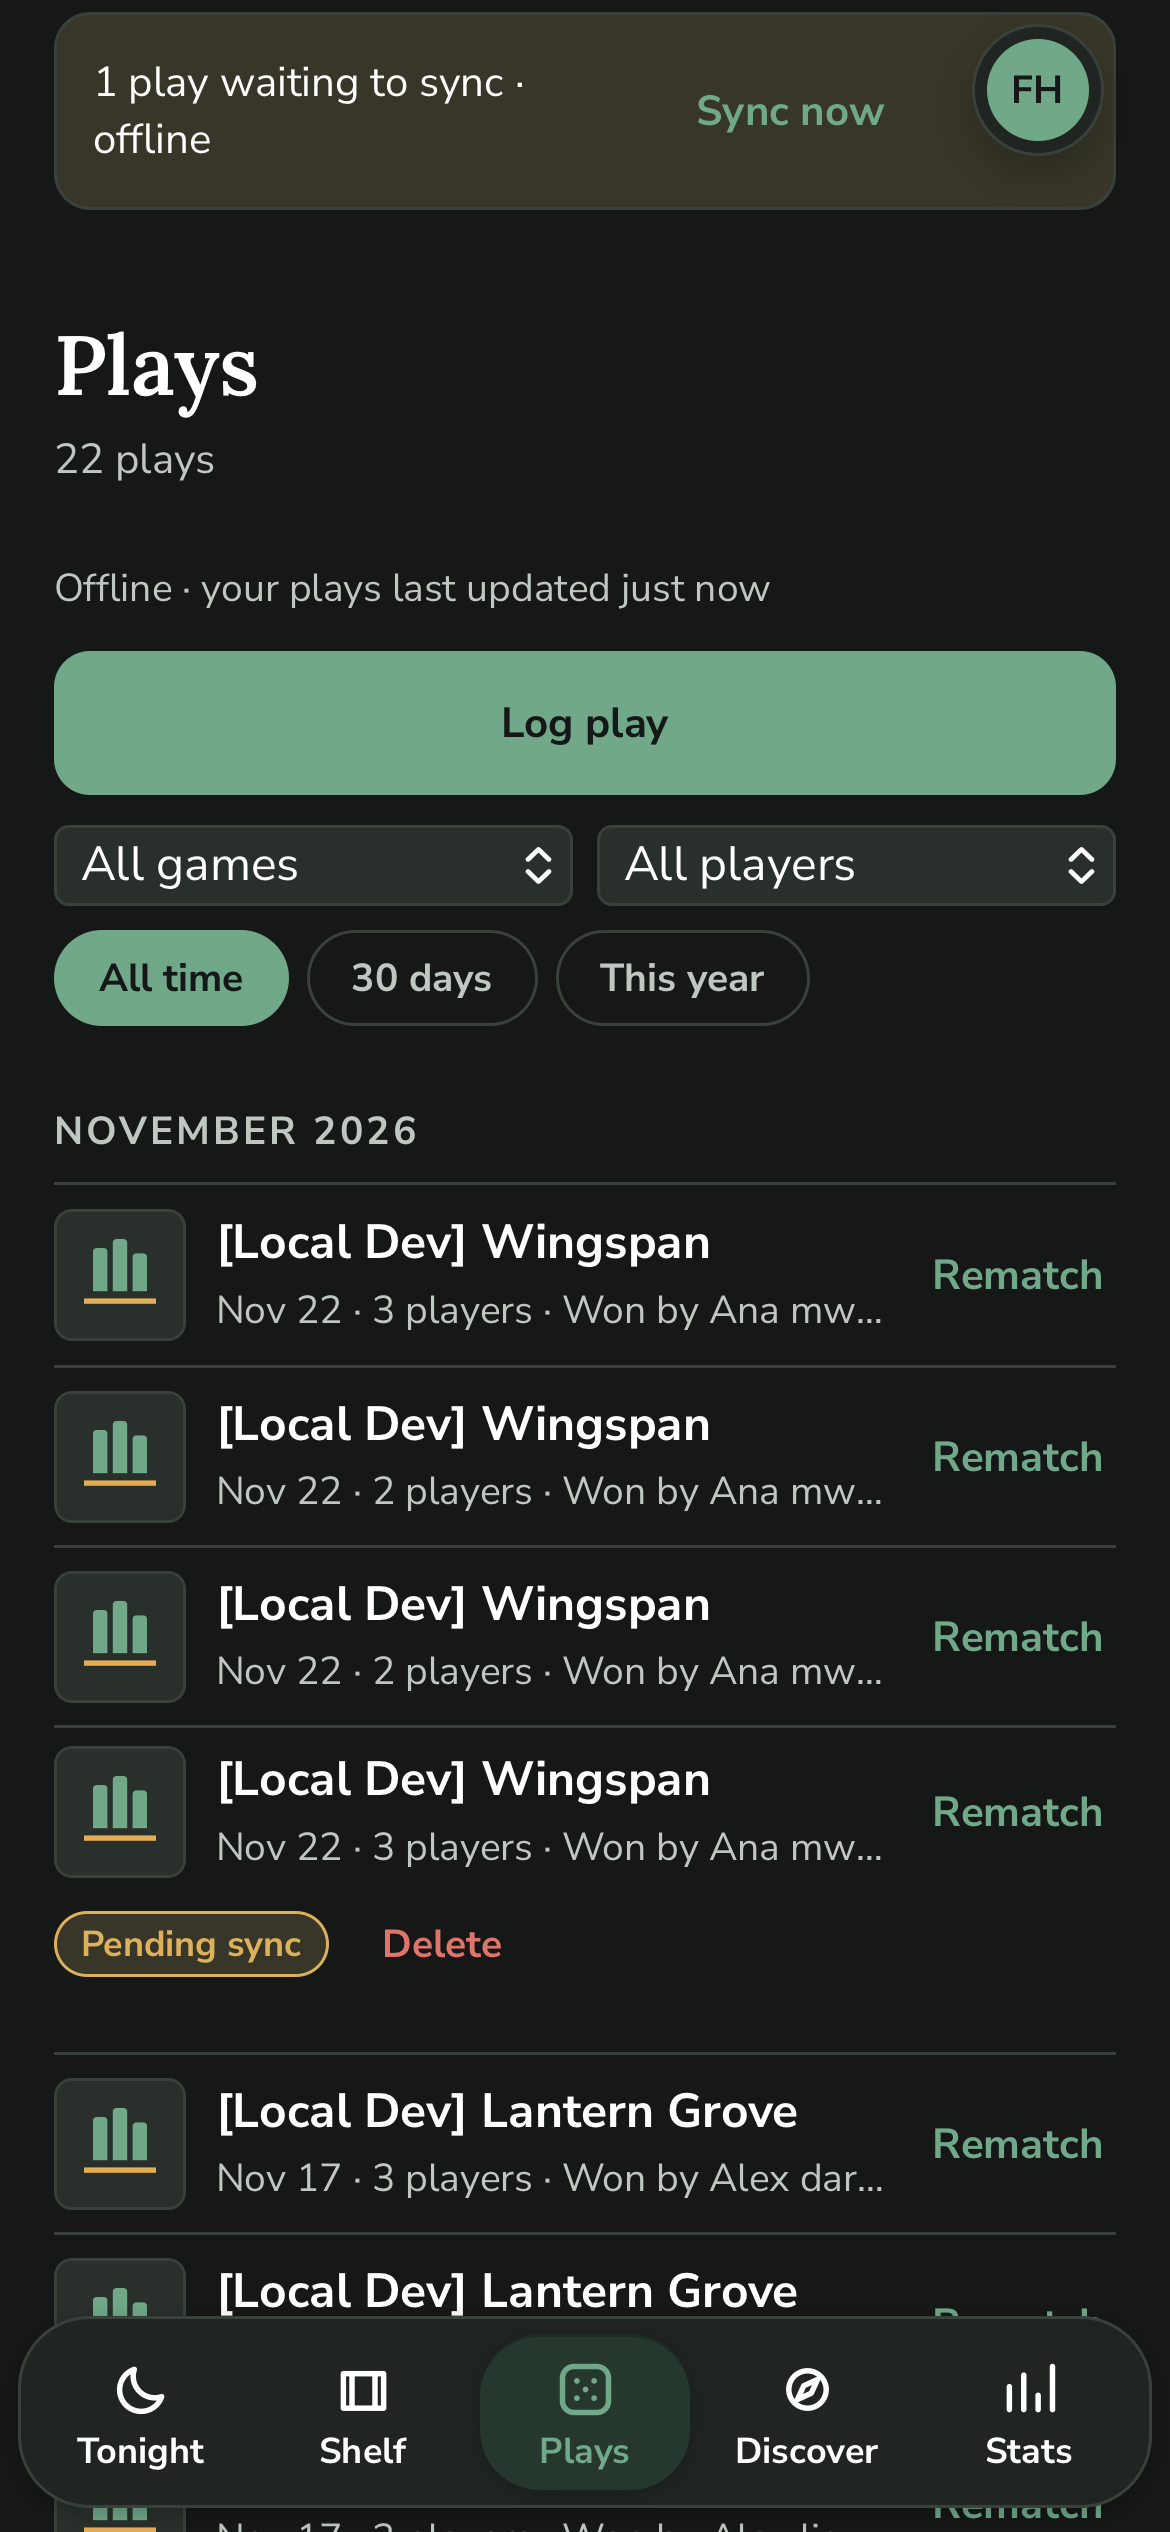 1 play waiting to sync ·
offline
Sync now
FH
Plays
22 plays
Offline · your plays last updated just now
Log play
All games
All players
All time
30 days
This year
NOVEMBER 2026
[Local Dev] Wingspan
Nov 22 · 3 players · Won by Ana mw...
Rematch
[Local Dev] Wingspan
Nov 22 · 2 players · Won by Ana mw...
Rematch
[Local Dev] Wingspan
Nov 22 · 2 players · Won by Ana mw...
Rematch
[Local Dev] Wingspan
Nov 22 · 3 players · Won by Ana mw...
Rematch
Pending sync
Delete
[Local Dev] Lantern Grove
Nov 17 · 3 players · Won by Alex dar...
Rematch
[Local Dev] Lantern Grove
Tonight
Shelf
Plays
Discover
Stats
Rematch